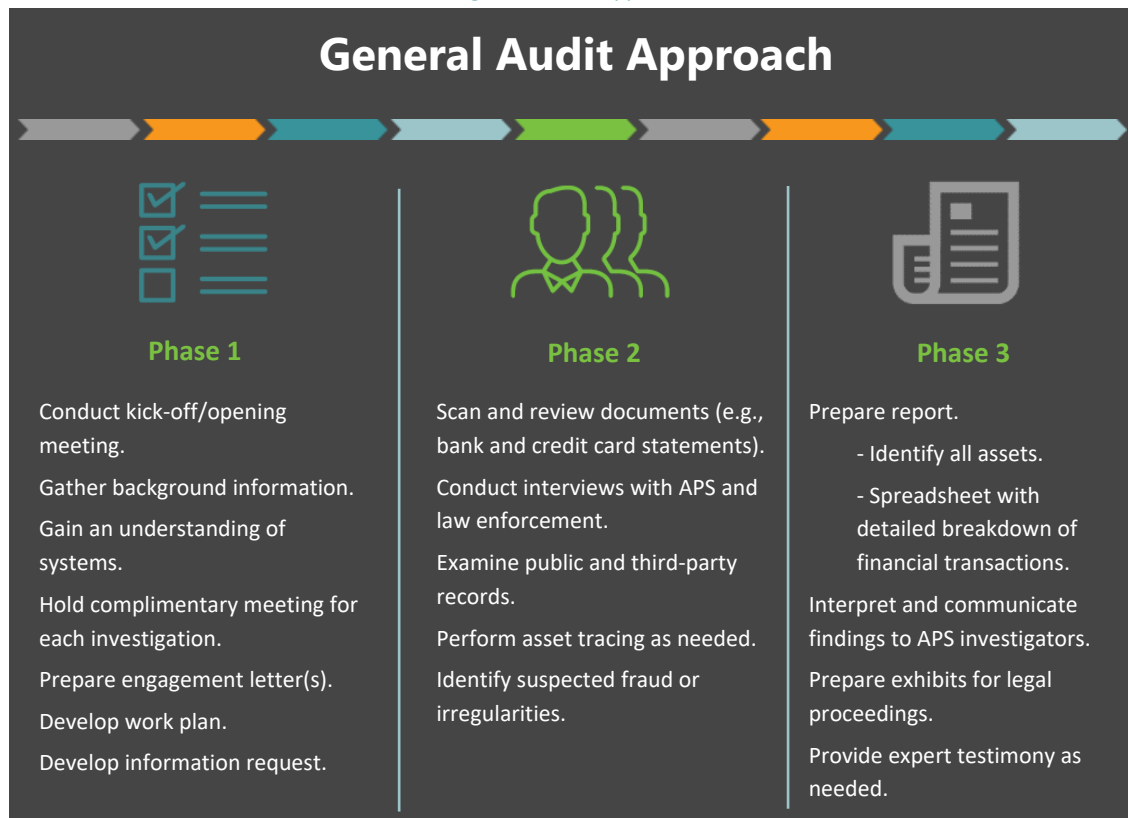 General Audit Approach
Phase 1
Conduct kick-off/opening
meeting.
Gather background information.
Gain an understanding of
systems.
Hold complimentary meeting for
each investigation.
Prepare engagement letter(s).
Develop work plan.
Develop information request.
Phase 2
Scan and review documents (e.g.,
bank and credit card statements).
Conduct interviews with APS and
law enforcement.
Examine public and third-party
records.
Perform asset tracing as needed.
Identify suspected fraud or
irregularities.
Phase 3
Prepare report.
- Identify all assets.
- Spreadsheet with
detailed breakdown of
financial transactions.
Interpret and communicate
findings to APS investigators.
Prepare exhibits for legal
proceedings.
Provide expert testimony as
needed.